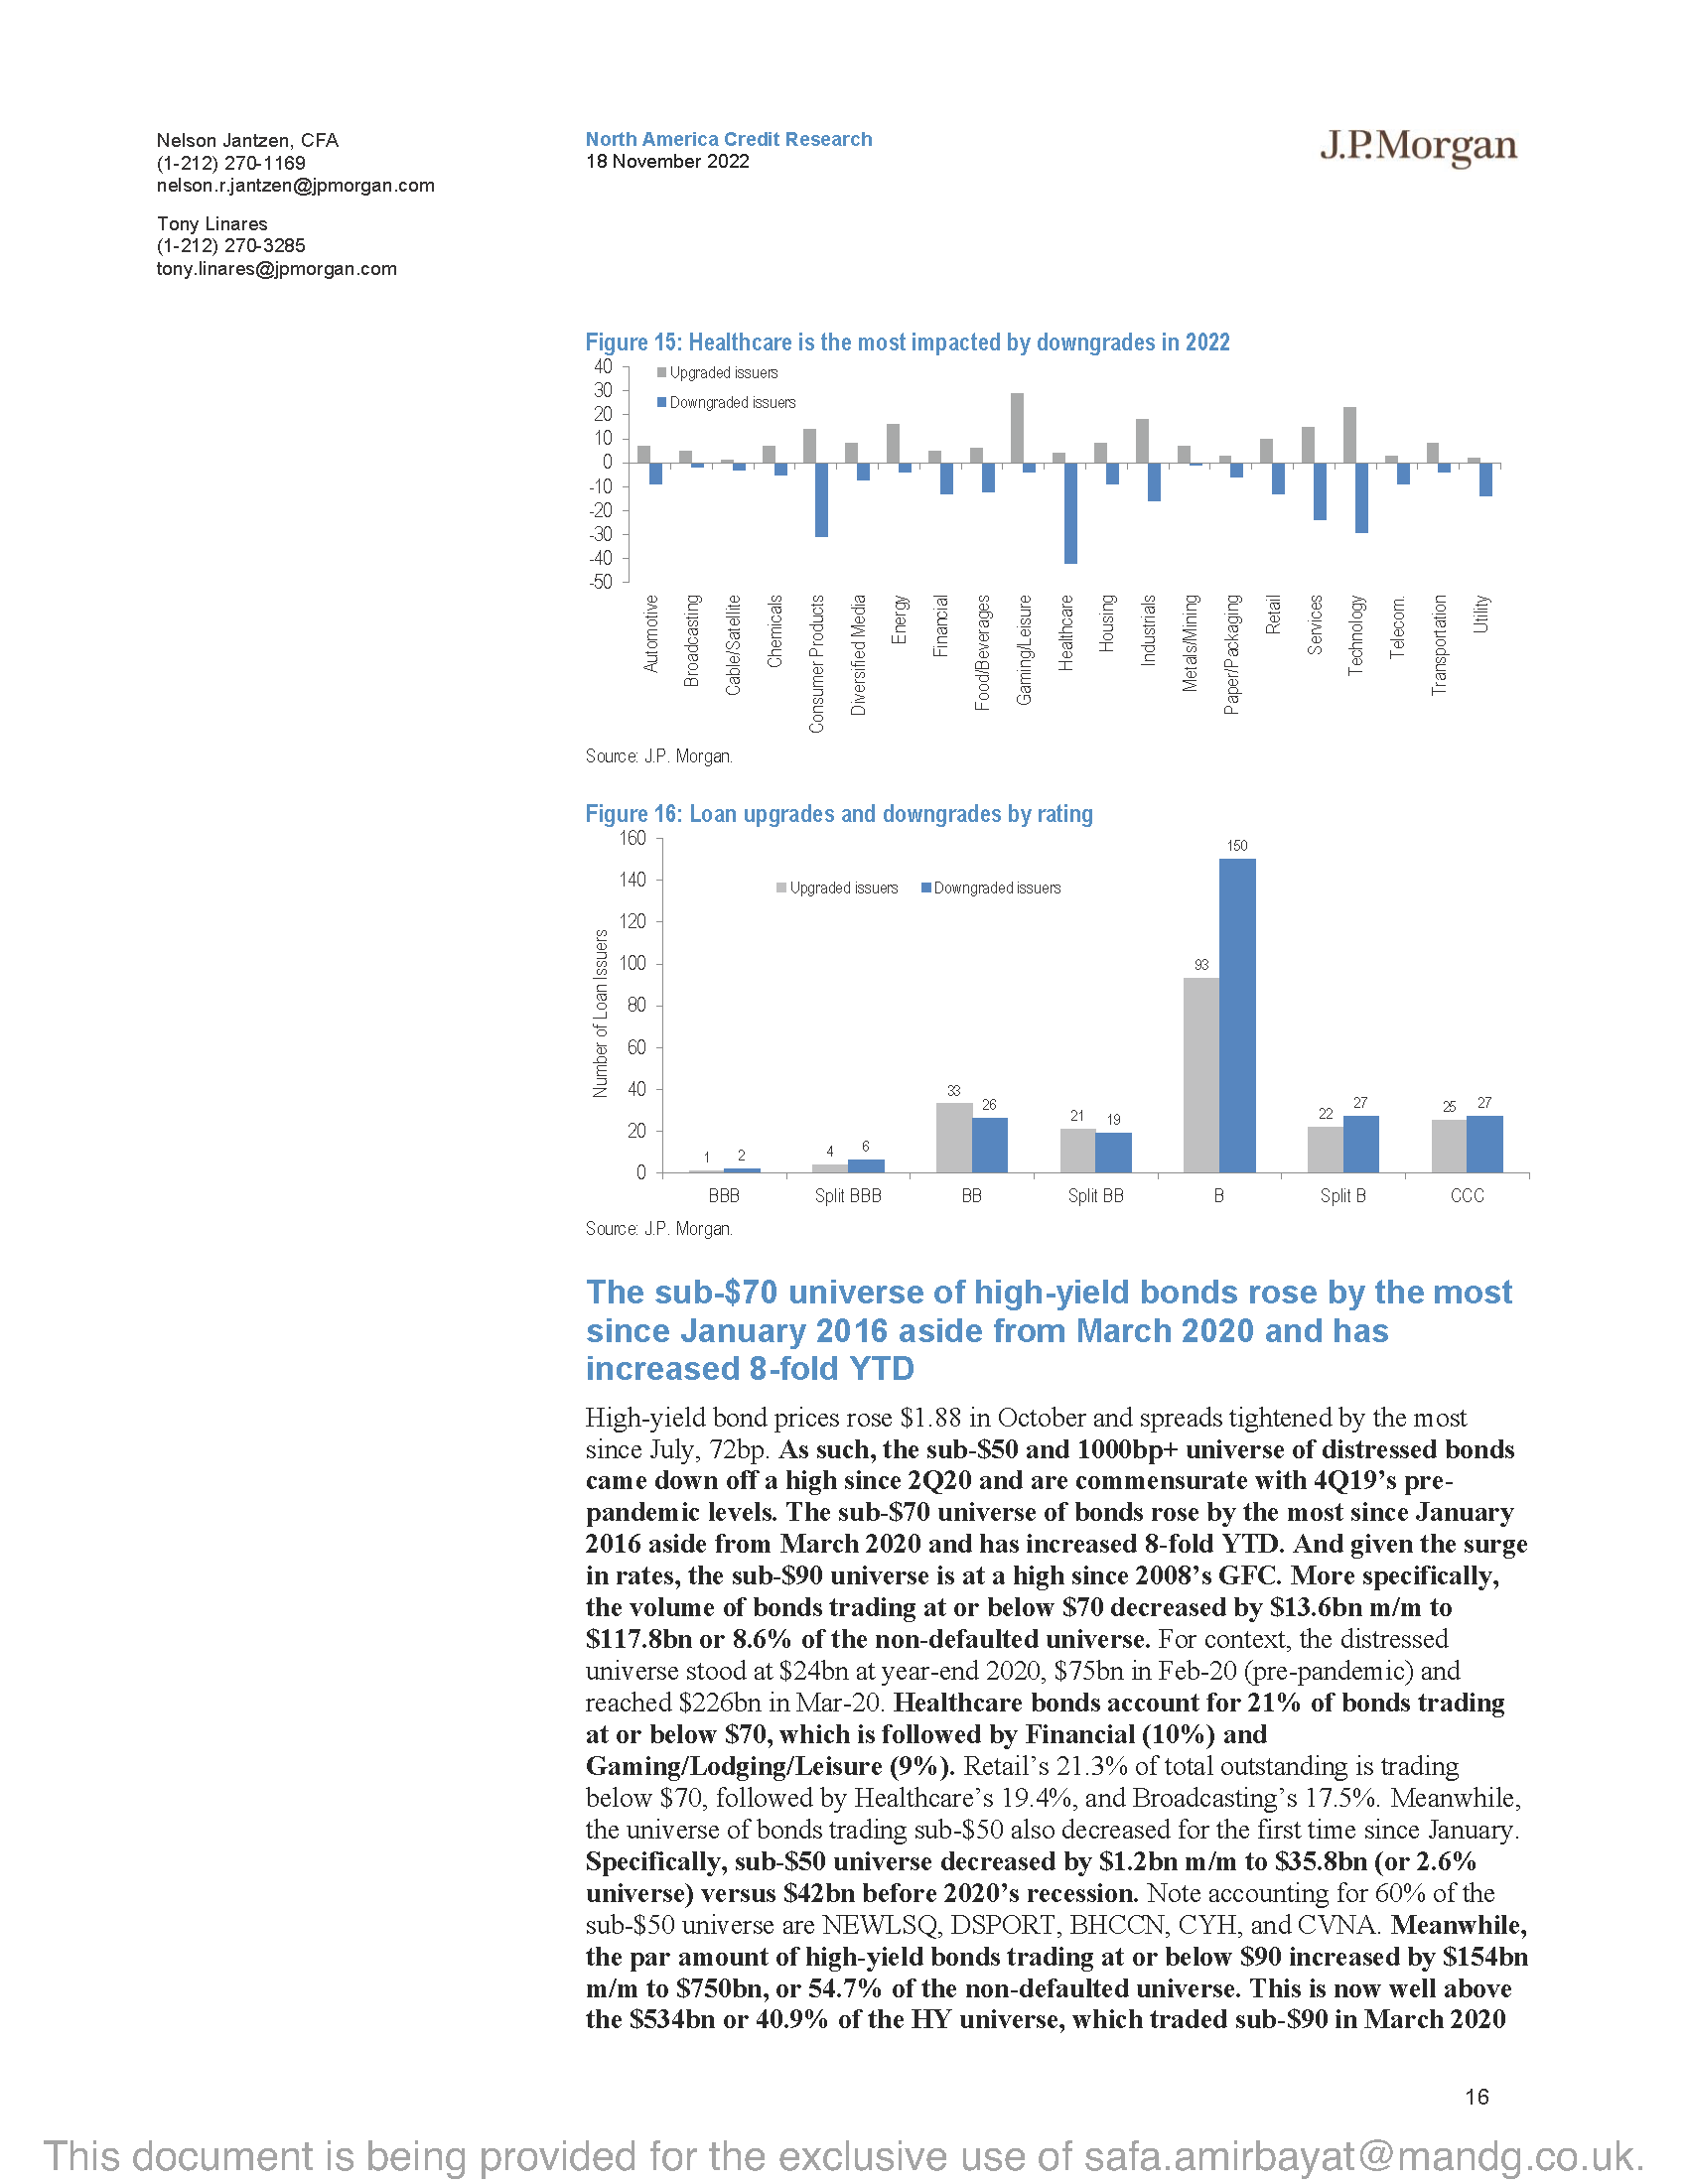 Nelson Jantzen, CFA
(1-212) 270-1169
nelson.r.jantzen@jpmorgan.com
Tony Linares
(1-212) 270-3285
tony.linares@jpmorgan.com
North America Credit Research
18 November 2022
J.P.Morgan
Figure 15: Healthcare is the most impacted by downgrades in 2022
40
30
20
10
0
-10
-20
-30
-40
-50
Upgraded issuers
Downgraded issuers
Automotive
Broadcasting
Cable/Satellite
Chemicals
Consumer Products
Diversified Media
Energy
Financial
Food/Beverages
Gaming/Leisure
Healthcare
Housing
Industrials
Metals/Mining
Paper/Packaging
Retail
Services
Technology
Telecom.
Transportation
Utility
Source: J.P. Morgan.
Figure 16: Loan upgrades and downgrades by rating
Number of Loan Issuers
160
140
120
100
80
60
40
20
0
Upgraded issuers
Downgraded issuers
1 2 4 6 33 26 21 19 93 150 22 27 25 27
BBB Split BBB BB Split BB B Split B CCC
Source: J.P. Morgan.
The sub-$70 universe of high-yield bonds rose by the most
since January 2016 aside from March 2020 and has
increased 8-fold YTD
High-yield bond prices rose $1.88 in October and spreads tightened by the most
since July, 72bp. As such, the sub-$50 and 1000bp+ universe of distressed bonds
came down off a high since 2Q20 and are commensurate with 4Q19’s pre-
pandemic levels. The sub-$70 universe of bonds rose by the most since January
2016 aside from March 2020 and has increased 8-fold YTD. And given the surge
in rates, the sub-$90 universe is at a high since 2008’s GFC. More specifically,
the volume of bonds trading at or below $70 decreased by $13.6bn m/m to
$117.8bn or 8.6% of the non-defaulted universe. For context, the distressed
universe stood at $24bn at year-end 2020, $75bn in Feb-20 (pre-pandemic) and
reached $226bn in Mar-20. Healthcare bonds account for 21% of bonds trading
at or below $70, which is followed by Financial (10%) and
Gaming/Lodging/Leisure (9%). Retail’s 21.3% of total outstanding is trading
below $70, followed by Healthcare’s 19.4%, and Broadcasting’s 17.5%. Meanwhile,
the universe of bonds trading sub-$50 also decreased for the first time since January.
Specifically, sub-$50 universe decreased by $1.2bn m/m to $35.8bn (or 2.6%
universe) versus $42bn before 2020’s recession. Note accounting for 60% of the
sub-$50 universe are NEWLSQ, DSPORT, BHCCN, CYH, and CVNA. Meanwhile,
the par amount of high-yield bonds trading at or below $90 increased by $154bn
m/m to $750bn, or 54.7% of the non-defaulted universe. This is now well above
the $534bn or 40.9% of the HY universe, which traded sub-$90 in March 2020
16
This document is being provided for the exclusive use of safa.amirbayat@mandg.co.uk.